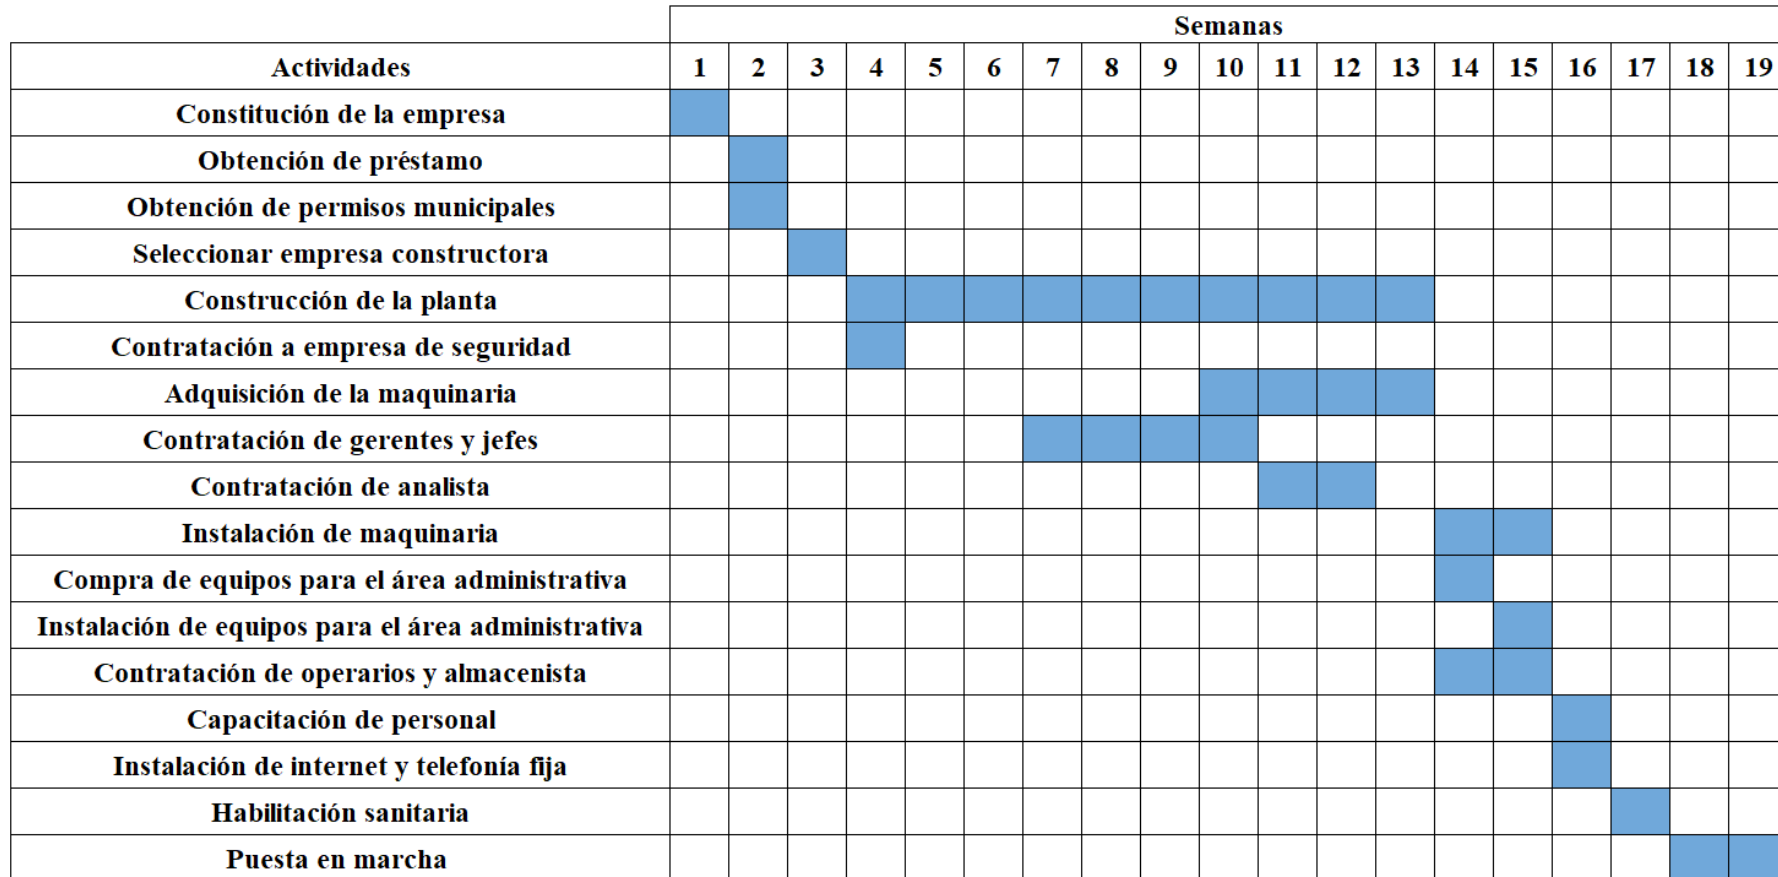 Semanas
Actividades 1 2 3 4 5 6 7 8 9 10 11 12 13 14 15 16 17 18 19
Constitución de la empresa
Obtención de préstamo
Obtención de permisos municipales
Seleccionar empresa constructora
Construcción de la planta
Contratación a empresa de seguridad
Adquisición de la maquinaria
Contratación de gerentes y jefes
Contratación de analista
Instalación de maquinaria
Compra de equipos para el área administrativa
Instalación de equipos para el área administrativa
Contratación de operarios y almacenista
Capacitación de personal
Instalación de internet y telefonía fija
Habilitación sanitaria
Puesta en marcha